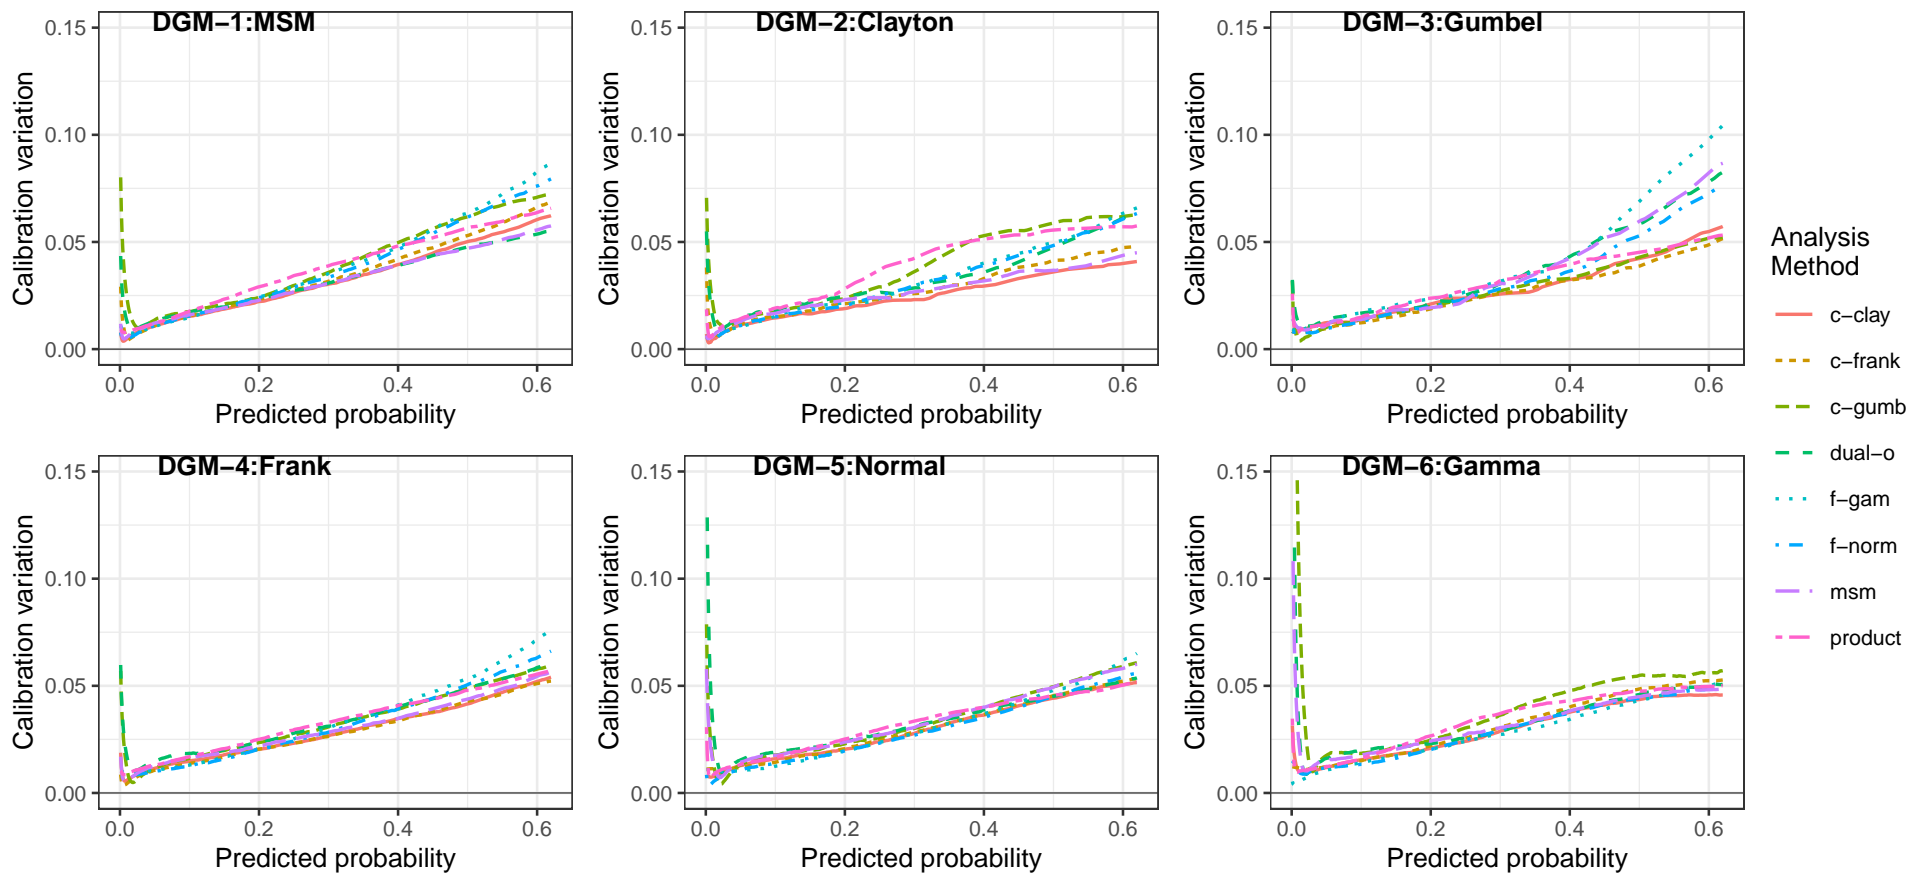 DGM−1:MSM
DGM−2:Clayton
DGM−3:Gumbel
0.15
0.10
0.05
0.00
Calibration variation
0.0 0.2 0.4 0.6
Predicted probability
0.15
0.10
0.05
0.00
Calibration variation
0.0 0.2 0.4 0.6
Predicted probability
0.15
0.10
0.05
0.00
Calibration variation
0.0 0.2 0.4 0.6
Predicted probability
DGM−4:Frank
DGM−5:Normal
DGM−6:Gamma
0.15
0.10
0.05
0.00
Calibration variation
0.0 0.2 0.4 0.6
Predicted probability
0.15
0.10
0.05
0.00
Calibration variation
0.0 0.2 0.4 0.6
Predicted probability
0.15
0.10
0.05
0.00
Calibration variation
0.0 0.2 0.4 0.6
Predicted probability
Analysis
Method
c−clay
c−frank
c−gumb
dual−o
f−gam
f−norm
msm
product